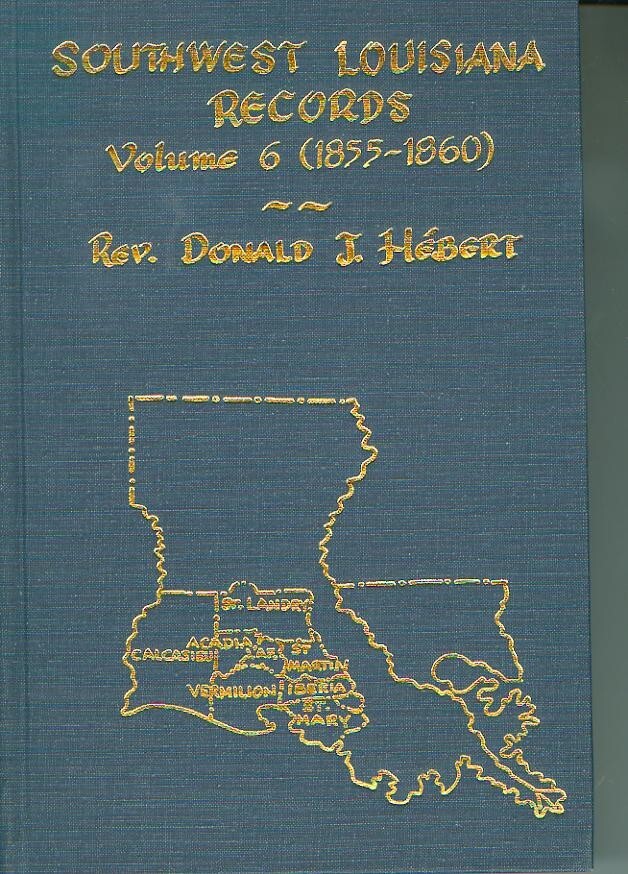 SOUTHWEST LOUISIANA
RECORDS
Volume 6 (1855-1860)
~ ~
REV. DONALD J. HÉBERT
ST. LANDRY
ACADIA LAF. ST
CALCASIEU MARTIN
VERMILION IBERIA
ST.
MARY